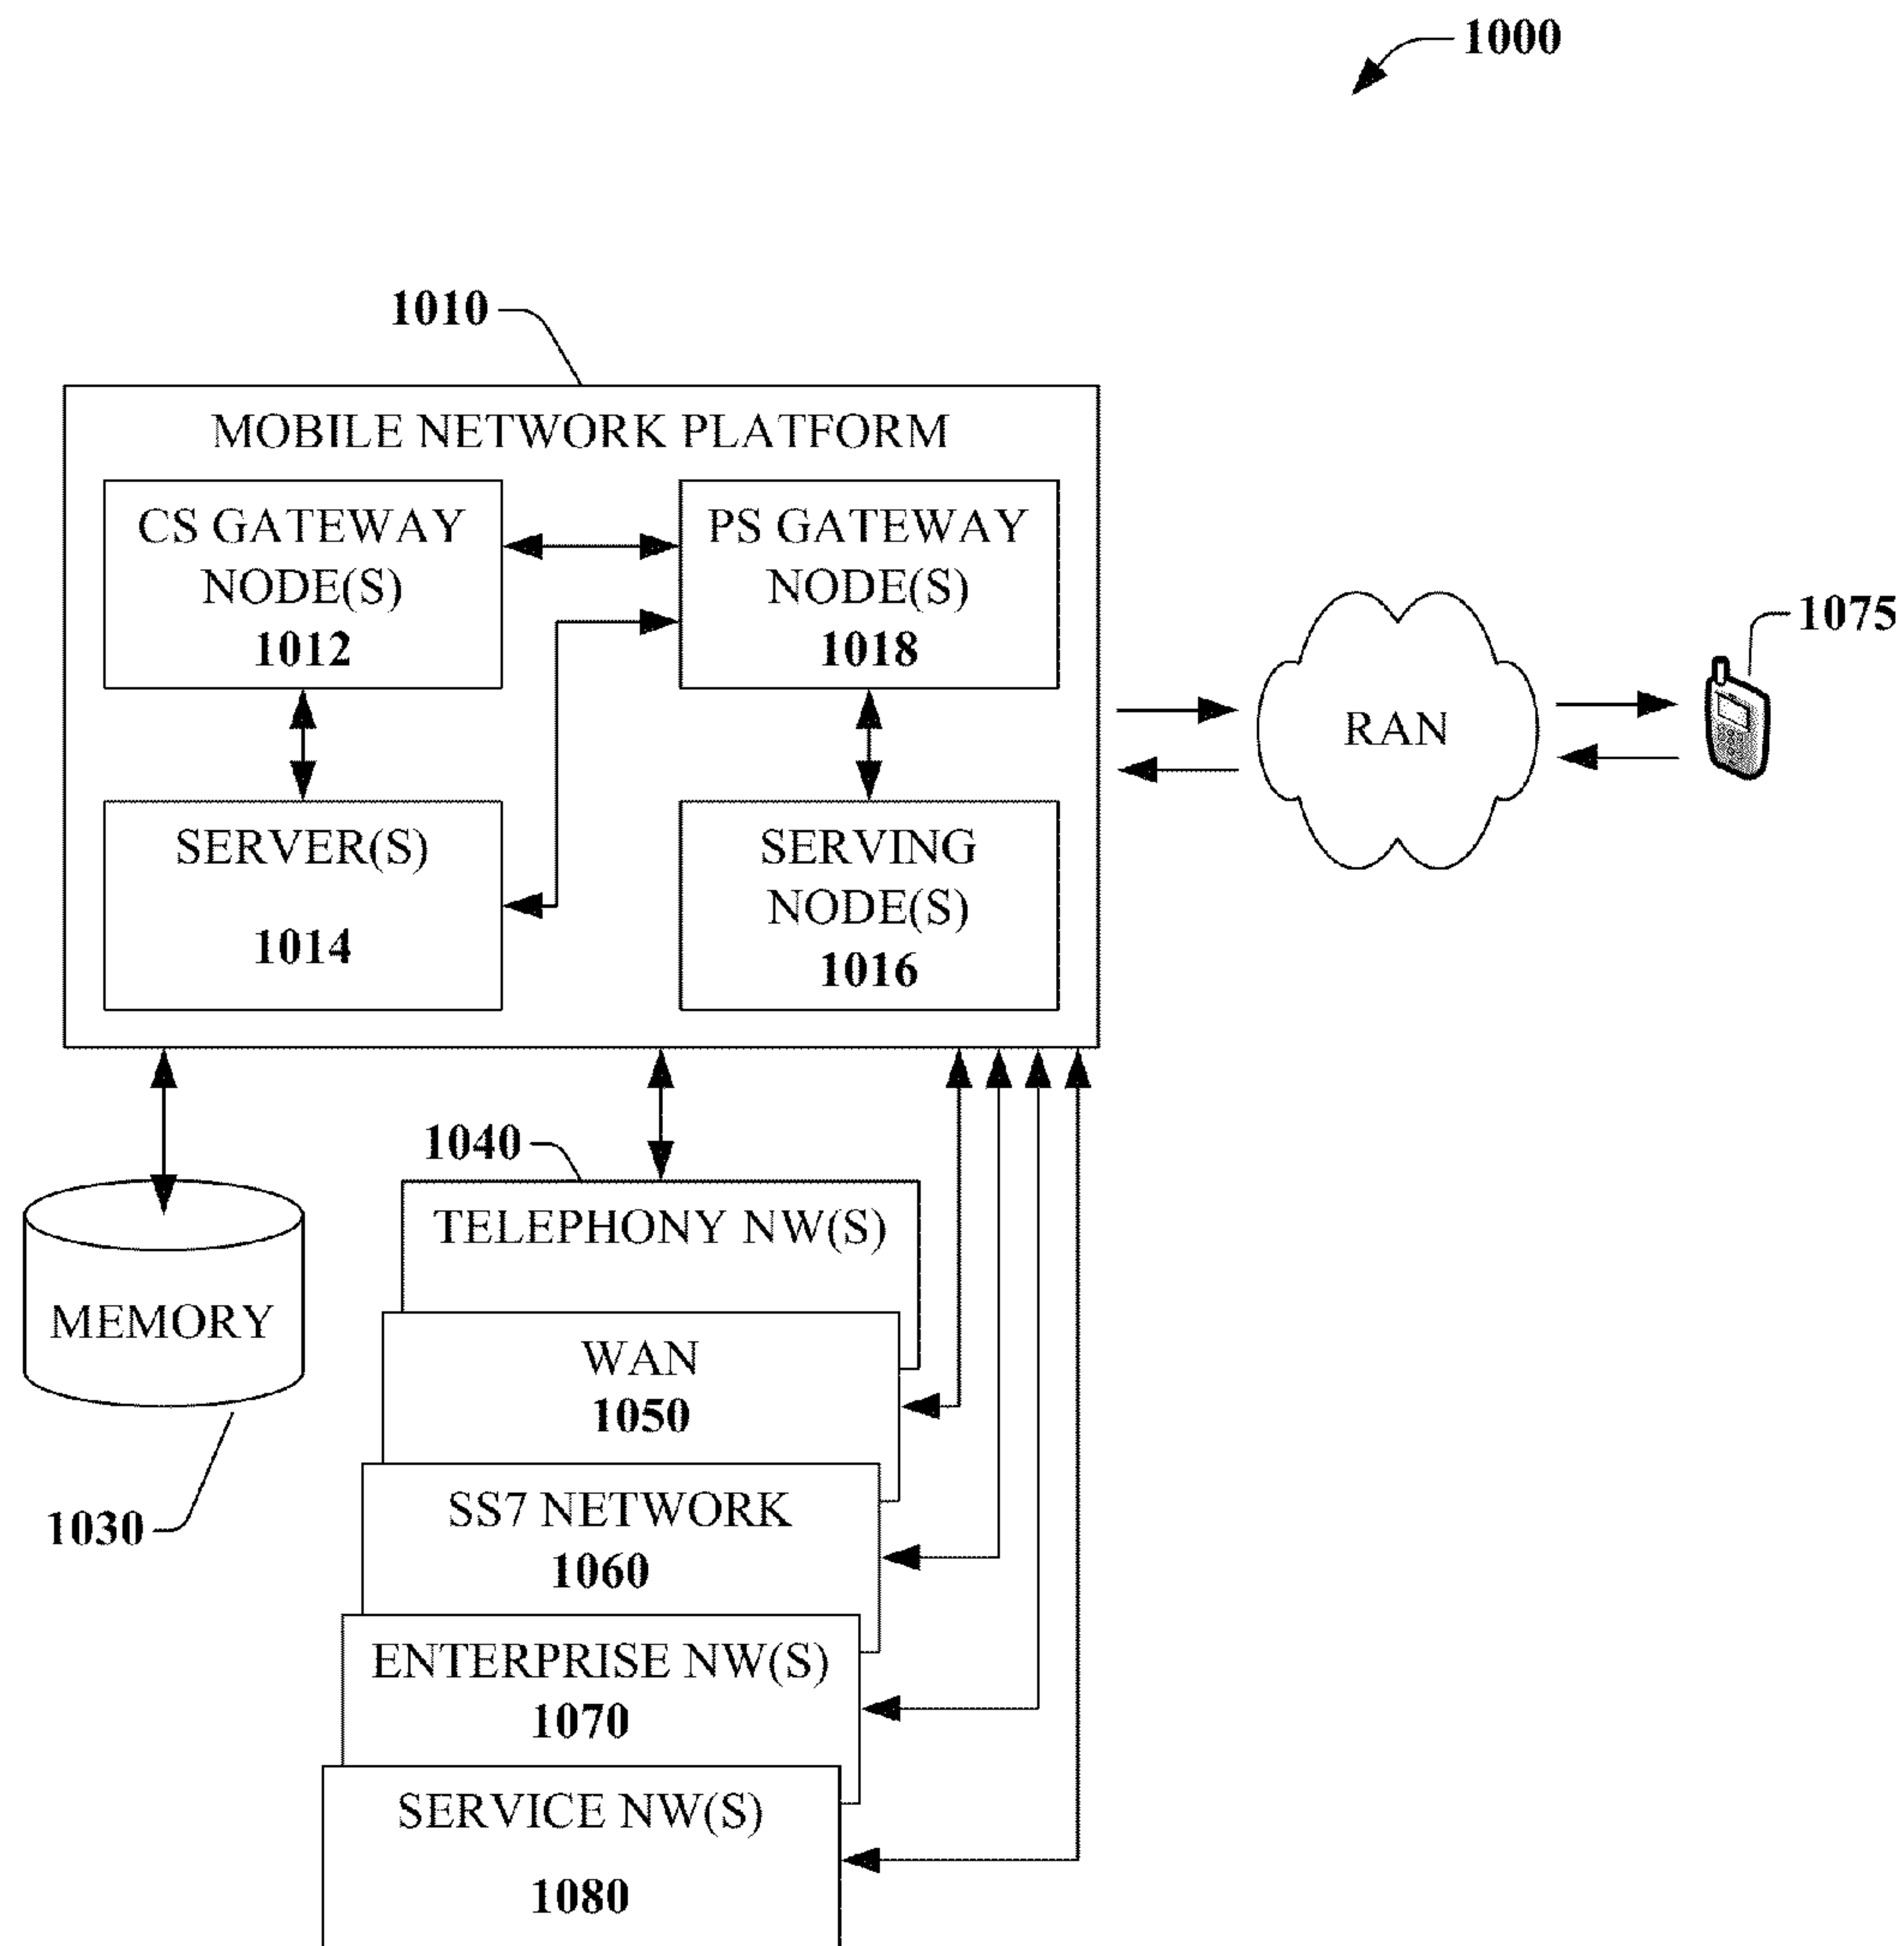 1000
1010
MOBILE NETWORK PLATFORM
CS GATEWAY
NODE(S)
1012
PS GATEWAY
NODE(S)
1018
SERVER(S)
1014
SERVING
NODE(S)
1016
RAN
1075
1040
TELEPHONY NW(S)
MEMORY
1030
WAN
1050
SS7 NETWORK
1060
ENTERPRISE NW(S)
1070
SERVICE NW(S)
1080